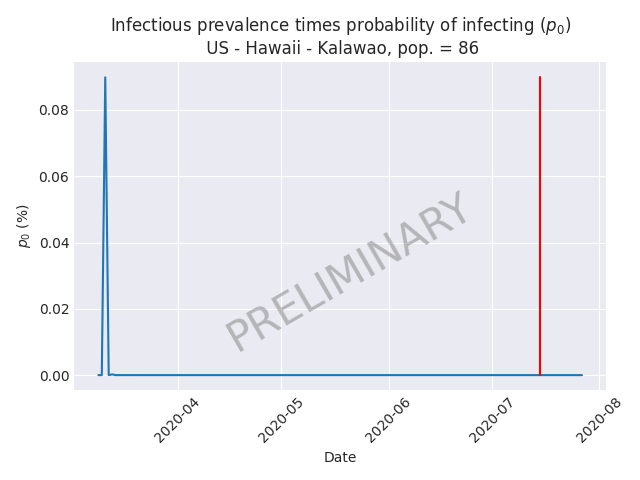 Infectious prevalence times probability of infecting (p₀)
US - Hawaii - Kalawao, pop. = 86
0.08
0.06
0.04
0.02
0.00
p₀ (%)
PRELIMINARY
2020-04
2020-05
2020-06
2020-07
2020-08
Date